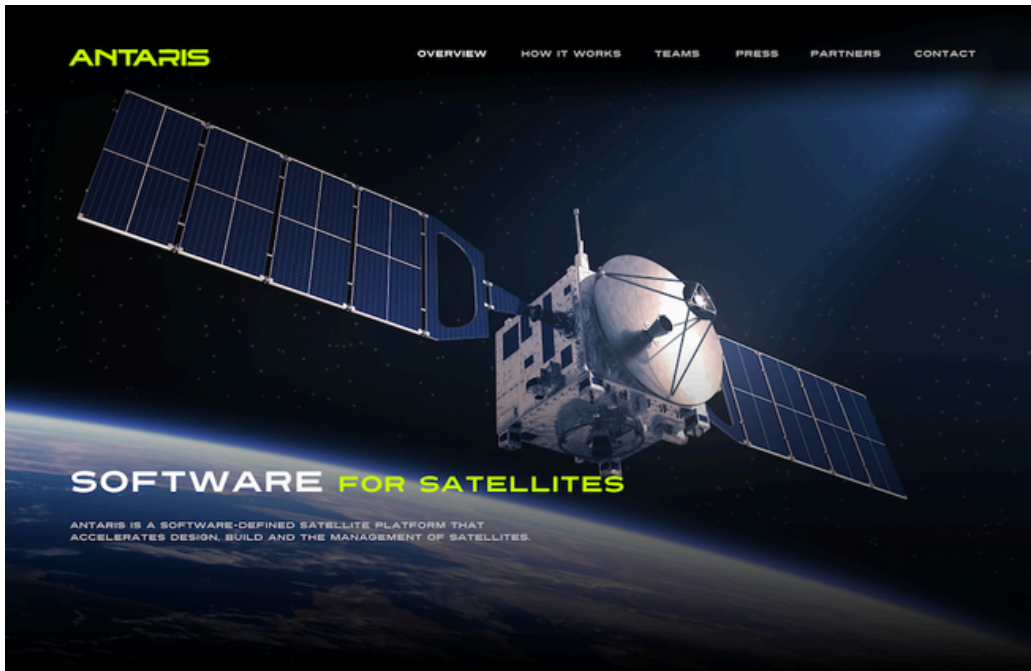 ANTARIS
OVERVIEW HOW IT WORKS TEAMS PRESS PARTNERS CONTACT
SOFTWARE FOR SATELLITES
ANTARIS IS A SOFTWARE-DEFINED SATELLITE PLATFORM THAT
ACCELERATES DESIGN, BUILD AND THE MANAGEMENT OF SATELLITES.